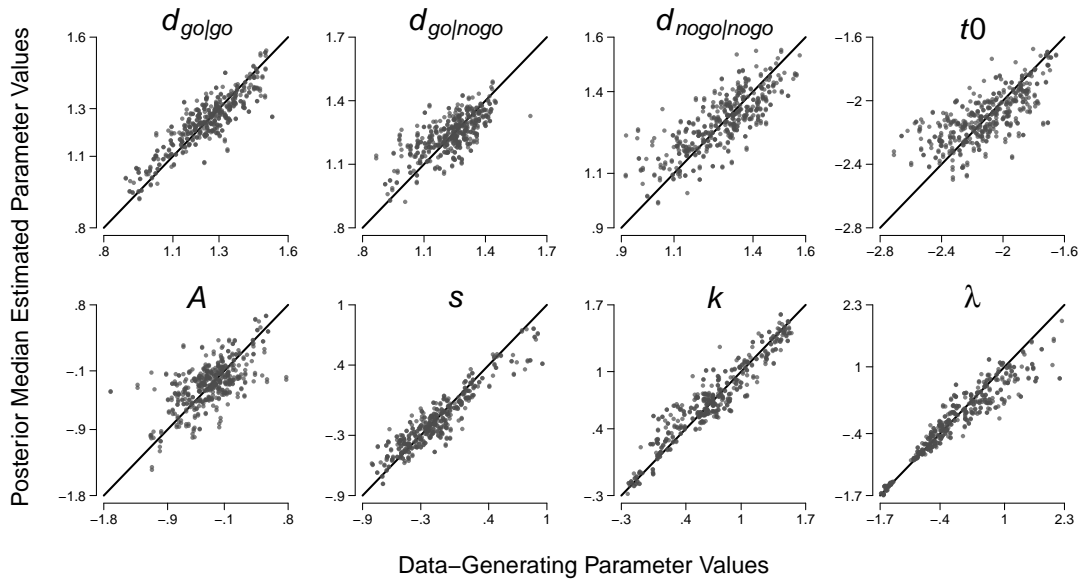 d go|go
d go|nogo
d nogo|nogo
t0
1.6
1.3
1.1
.8
.8 1.1 1.3 1.6
1.7
1.4
1.1
.8
.8 1.1 1.4 1.7
1.6
1.4
1.1
.9
.9 1.1 1.4 1.6
−1.6
−2
−2.4
−2.8
−2.8 −2.4 −2 −1.6
A
s
k
λ
.8
−.1
−.9
−1.8
−1.8 −.9 −.1 .8
1
.4
−.3
−.9
−.9 −.3 .4 1
1.7
1
.4
−.3
−.3 .4 1 1.7
2.3
1
−.4
−1.7
−1.7 −.4 1 2.3
Posterior Median Estimated Parameter Values
Data−Generating Parameter Values